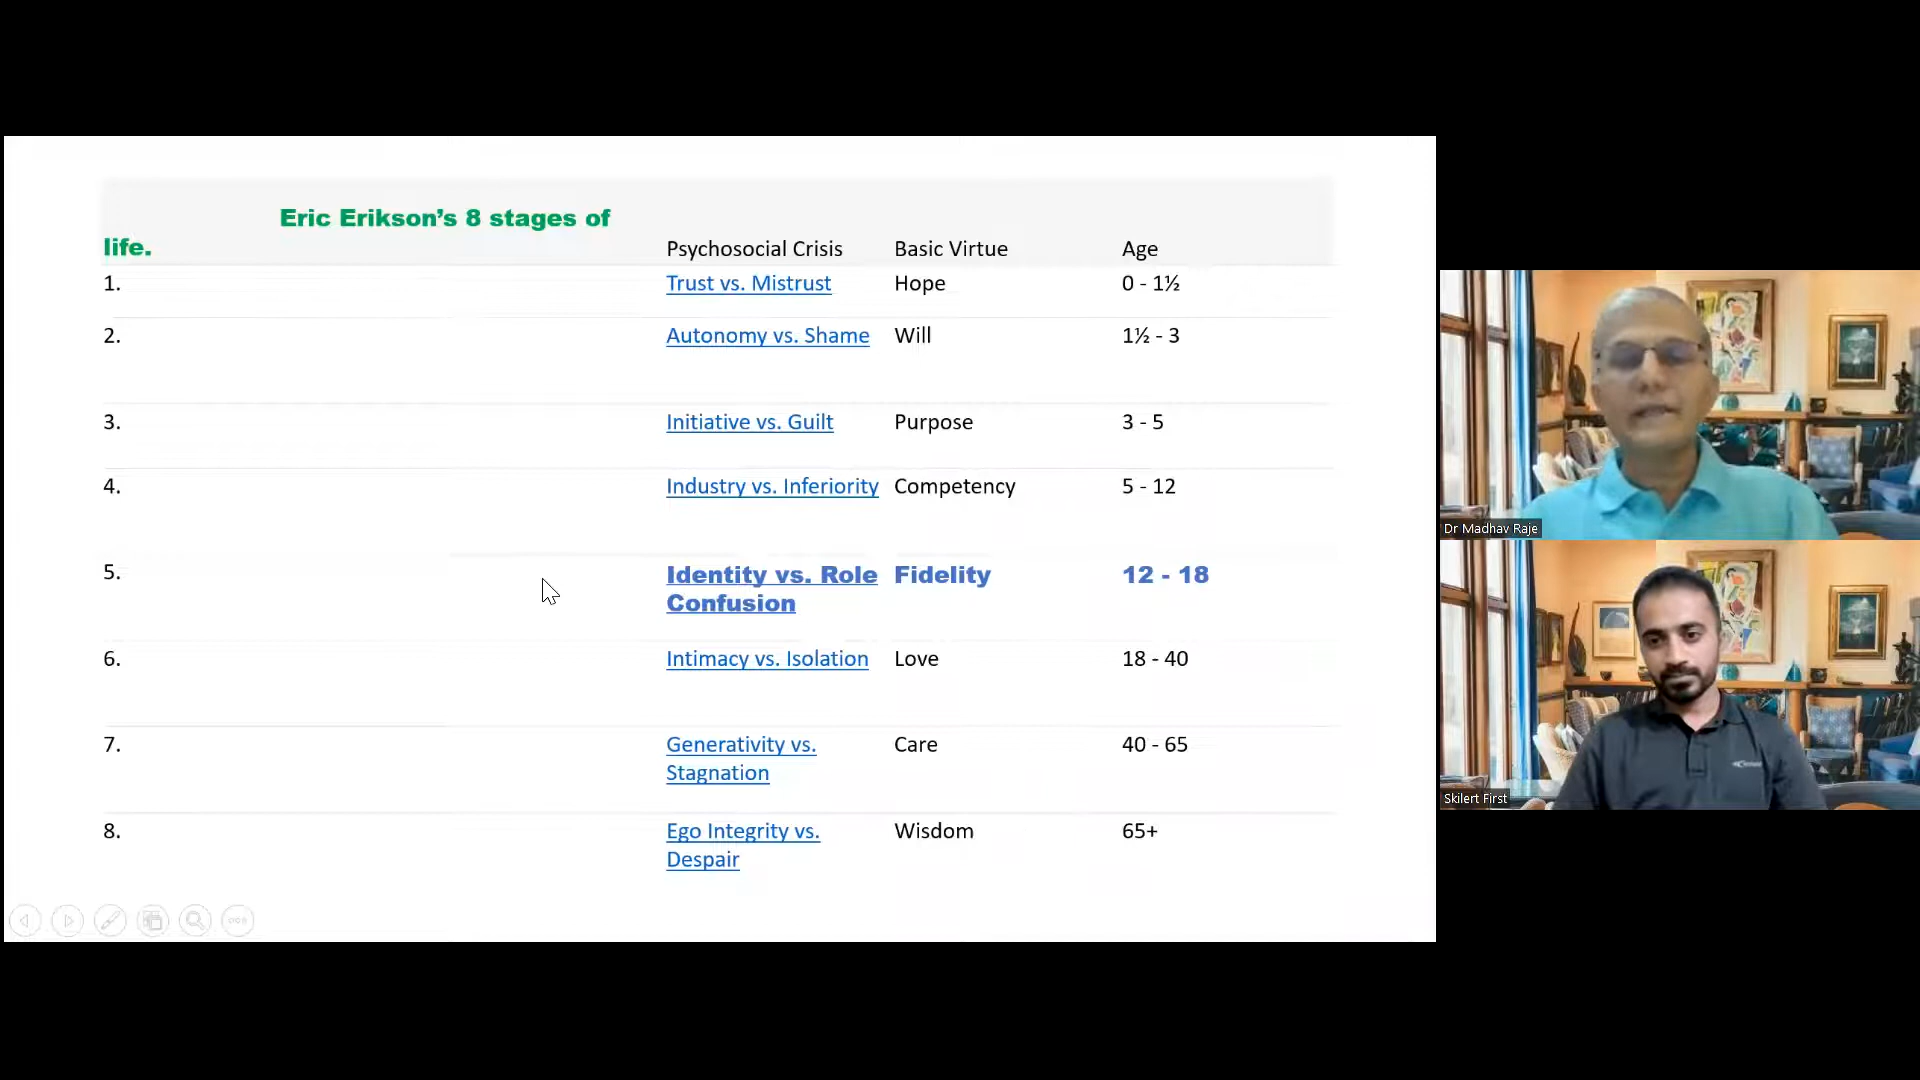 Eric Erikson’s 8 stages of
life.
Psychosocial Crisis Basic Virtue Age
1. Trust vs. Mistrust Hope 0 - 1½
2. Autonomy vs. Shame Will 1½ - 3
3. Initiative vs. Guilt Purpose 3 - 5
4. Industry vs. Inferiority Competency 5 - 12
5. Identity vs. Role Fidelity 12 - 18
Confusion
6. Intimacy vs. Isolation Love 18 - 40
7. Generativity vs. Care 40 - 65
Stagnation
8. Ego Integrity vs. Wisdom 65+
Despair
Dr Madhav Raje
Skilert First